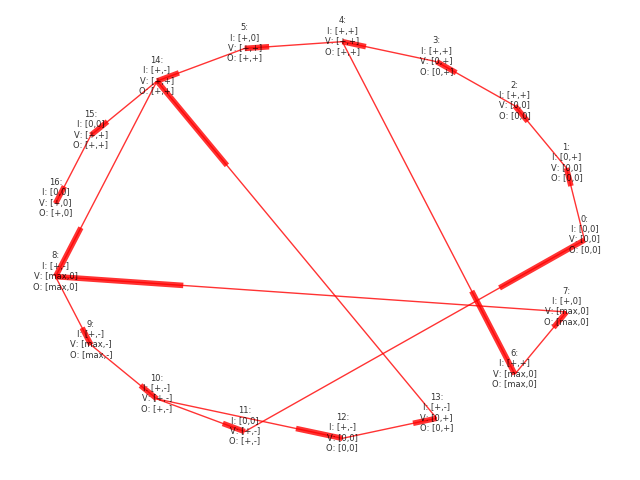 0:
I: [0,0]
V: [0,0]
O: [0,0]
1:
I: [0,+]
V: [0,0]
O: [0,0]
2:
I: [+,+]
V: [0,0]
O: [0,0]
3:
I: [+,+]
V: [0,+]
O: [0,+]
4:
I: [+,+]
V: [+,+]
O: [+,+]
5:
I: [+,0]
V: [+,+]
O: [+,+]
14:
I: [+,-]
V: [+,+]
O: [+,+]
15:
I: [0,0]
V: [+,+]
O: [+,+]
16:
I: [0,0]
V: [+,0]
O: [+,0]
8:
I: [+,-]
V: [max,0]
O: [max,0]
9:
I: [+,-]
V: [max,-]
O: [max,-]
10:
I: [+,-]
V: [+,-]
O: [+,-]
11:
I: [0,0]
V: [+,-]
O: [+,-]
12:
I: [+,-]
V: [0,0]
O: [0,0]
13:
I: [+,-]
V: [0,+]
O: [0,+]
6:
I: [+,+]
V: [max,0]
O: [max,0]
7:
I: [+,0]
V: [max,0]
O: [max,0]